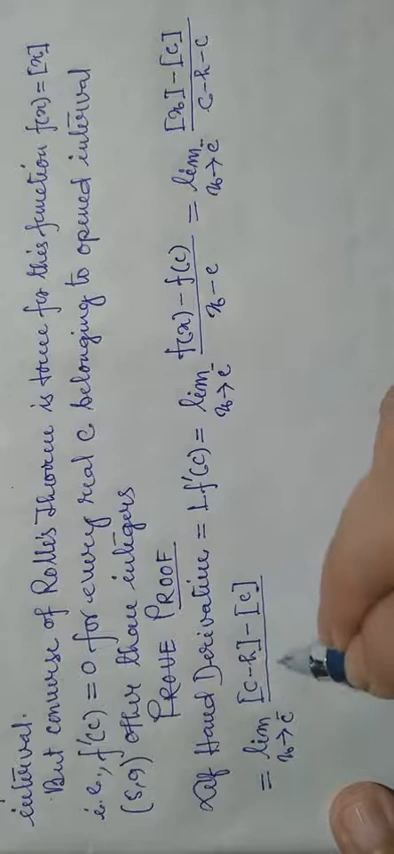 interval.
But converse of Rolle's Theorem is true for this function f(x) = [x]
i.e., f'(c) = 0 for every real c belonging to opened interval
(5,9) other than integers
PROVE PROOF
Lef Hand Derivative = Lf'(c) = lim x→c⁻ f(x) - f(c) / x - c = lim x→c⁻ [x] - [c] / c - h - c
= lim x→c⁻ [c-h] - [c]